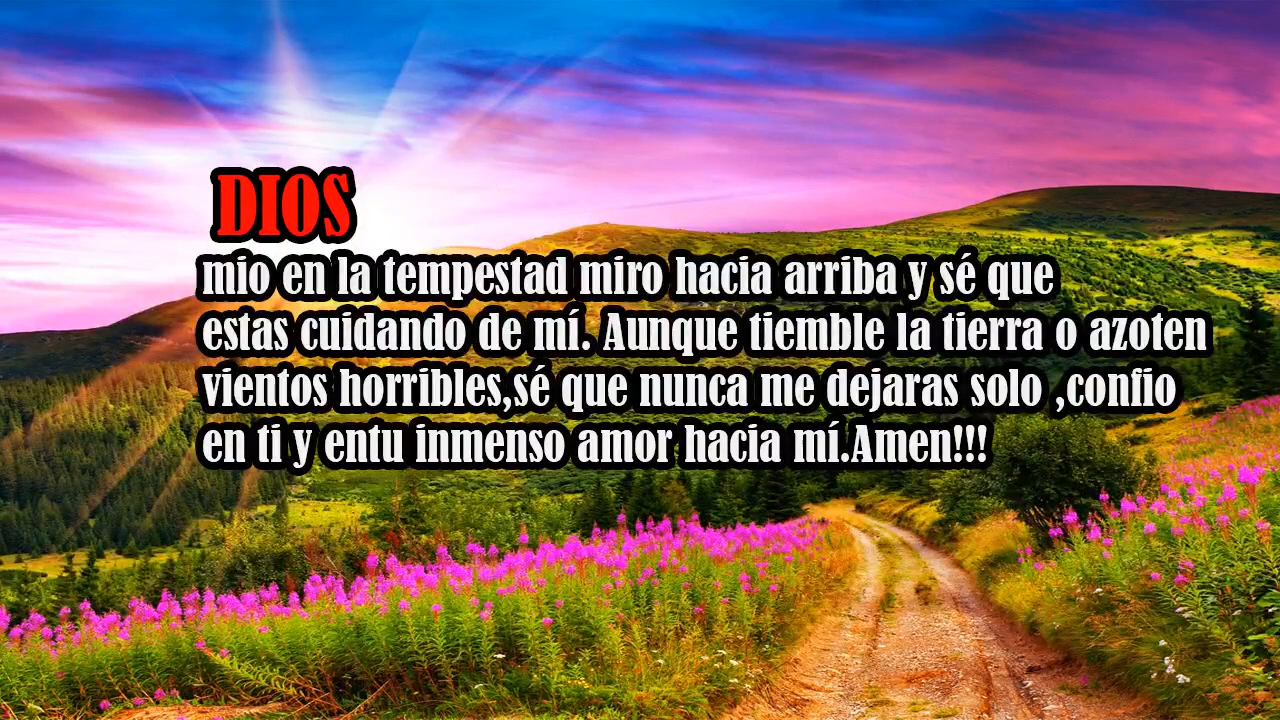 DIOS
mio en la tempestad miro hacia arriba y sé que
estas cuidando de mí. Aunque tiemble la tierra o azoten
vientos horribles,sé que nunca me dejaras solo ,confio
en ti y entu inmenso amor hacia mí.Amen!!!